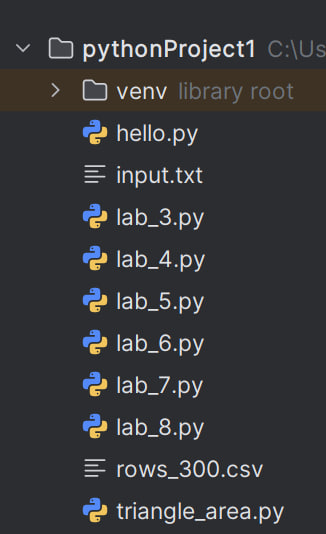 pythonProject1 C:\Us
venv library root
hello.py
input.txt
lab_3.py
lab_4.py
lab_5.py
lab_6.py
lab_7.py
lab_8.py
rows_300.csv
triangle_area.py